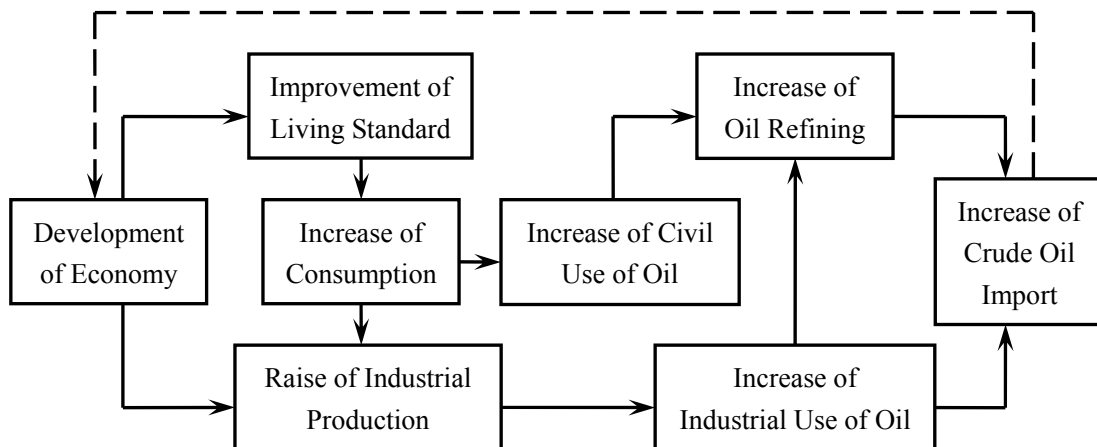 Improvement of
Living Standard
Increase of
Oil Refining
Development
of Economy
Increase of
Consumption
Increase of Civil
Use of Oil
Increase of
Crude Oil
Import
Raise of Industrial
Production
Increase of
Industrial Use of Oil